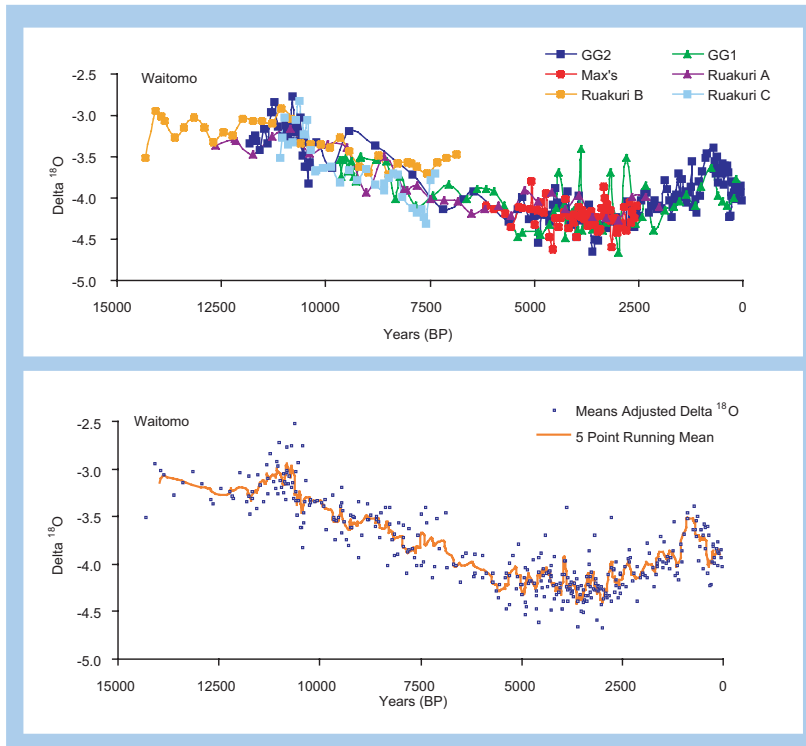 GG2 GG1
Max's Ruakuri A
Ruakuri B Ruakuri C
Waitomo
-2.5
-3.0
-3.5
-4.0
-4.5
-5.0
Delta 18O
15000 12500 10000 7500 5000 2500 0
Years (BP)
Means Adjusted Delta 18O
5 Point Running Mean
Waitomo
-2.5
-3.0
-3.5
-4.0
-4.5
-5.0
Delta 18O
15000 12500 10000 7500 5000 2500 0
Years (BP)